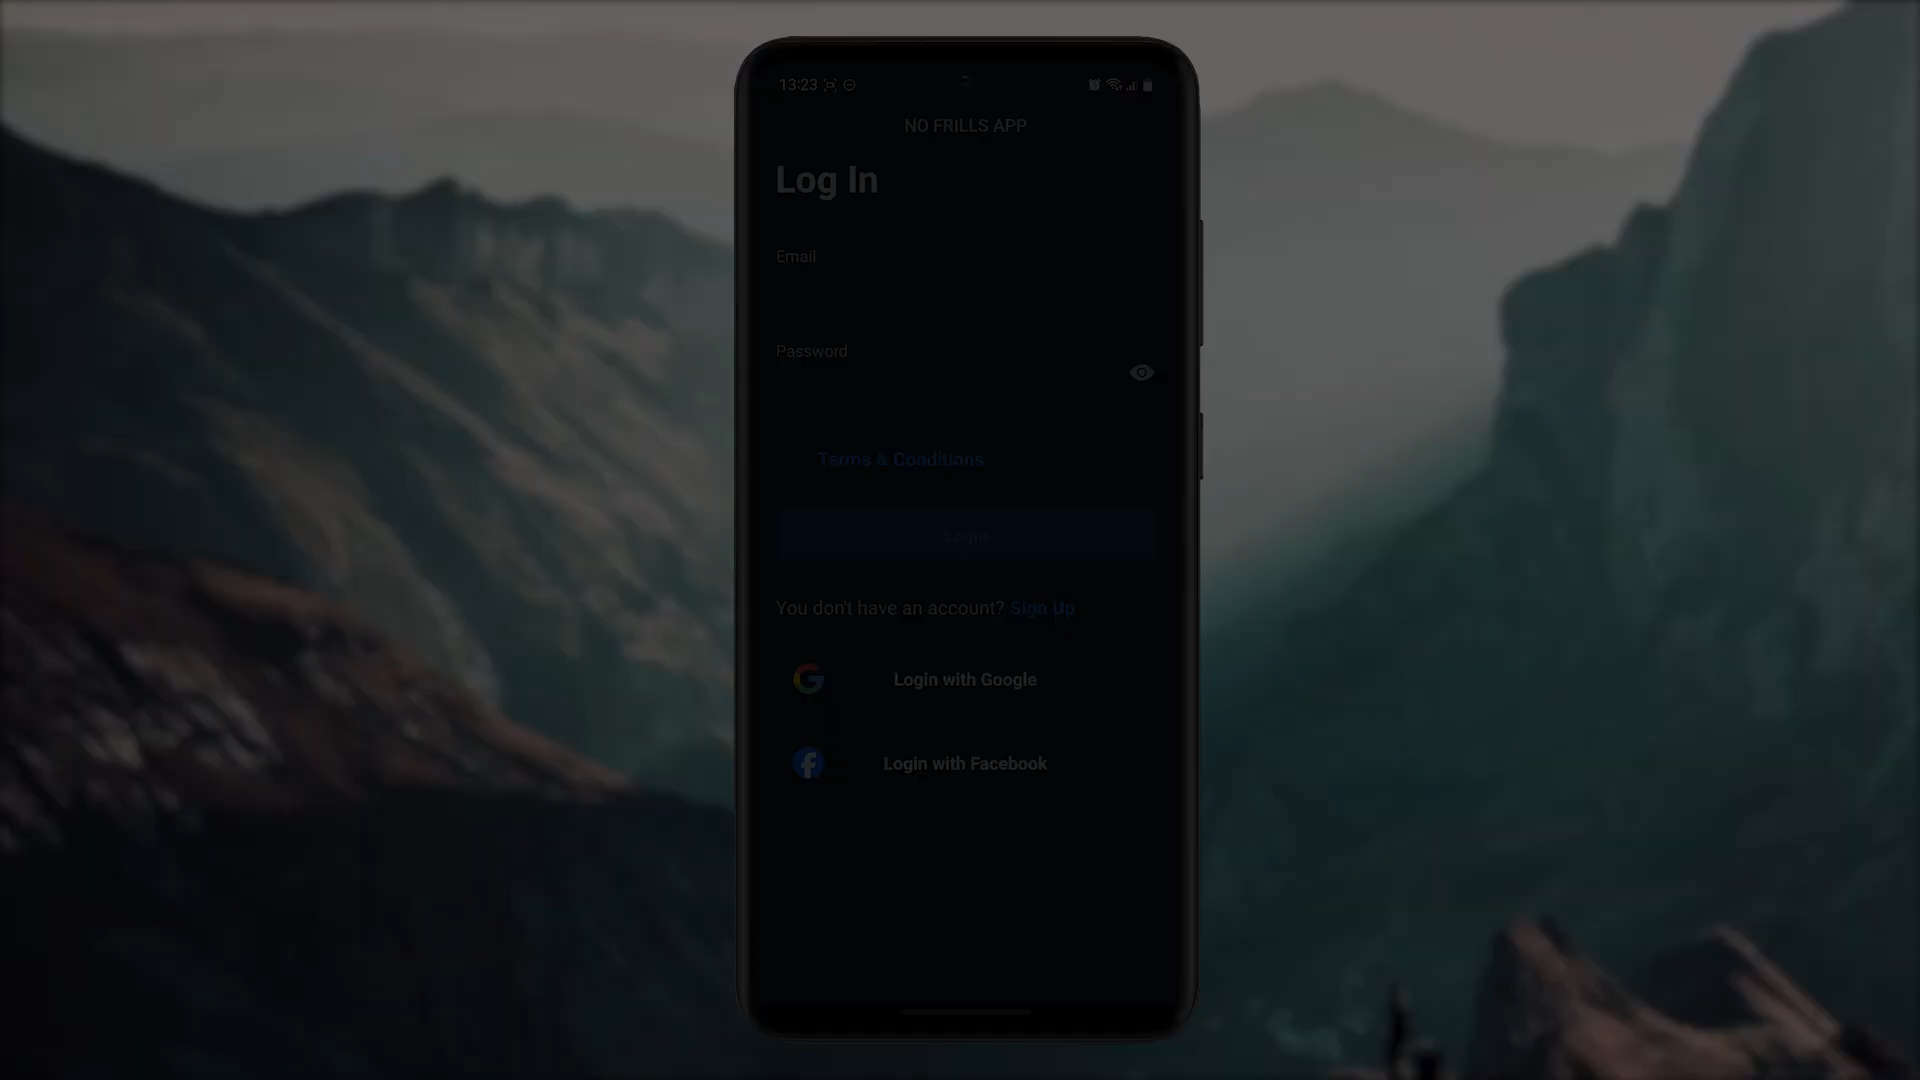 13:23
NO FRILLS APP
Log In
Email
Password
Terms & Conditions
Login
You don't have an account? Sign Up
Login with Google
Login with Facebook